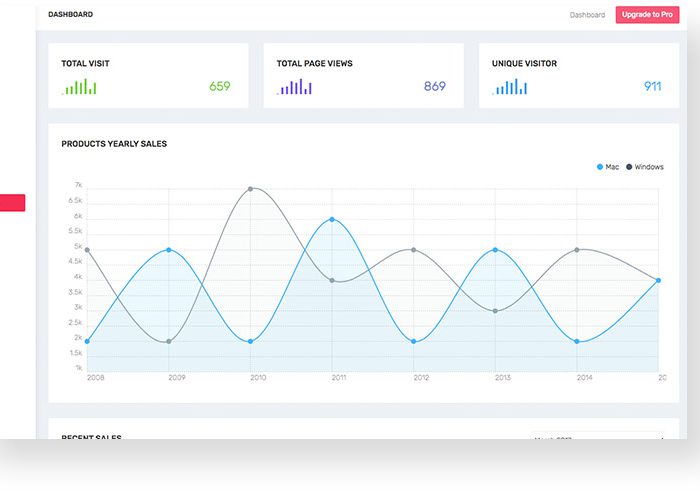 DASHBOARD
Dashboard
Upgrade to Pro
TOTAL VISIT
659
TOTAL PAGE VIEWS
869
UNIQUE VISITOR
911
PRODUCTS YEARLY SALES
Mac
Windows
7k
6.5k
6k
5.5k
5k
4.5k
4k
3.5k
3k
2.5k
2k
1.5k
1k
2008 2009 2010 2011 2012 2013 2014 20
RECENT SALES